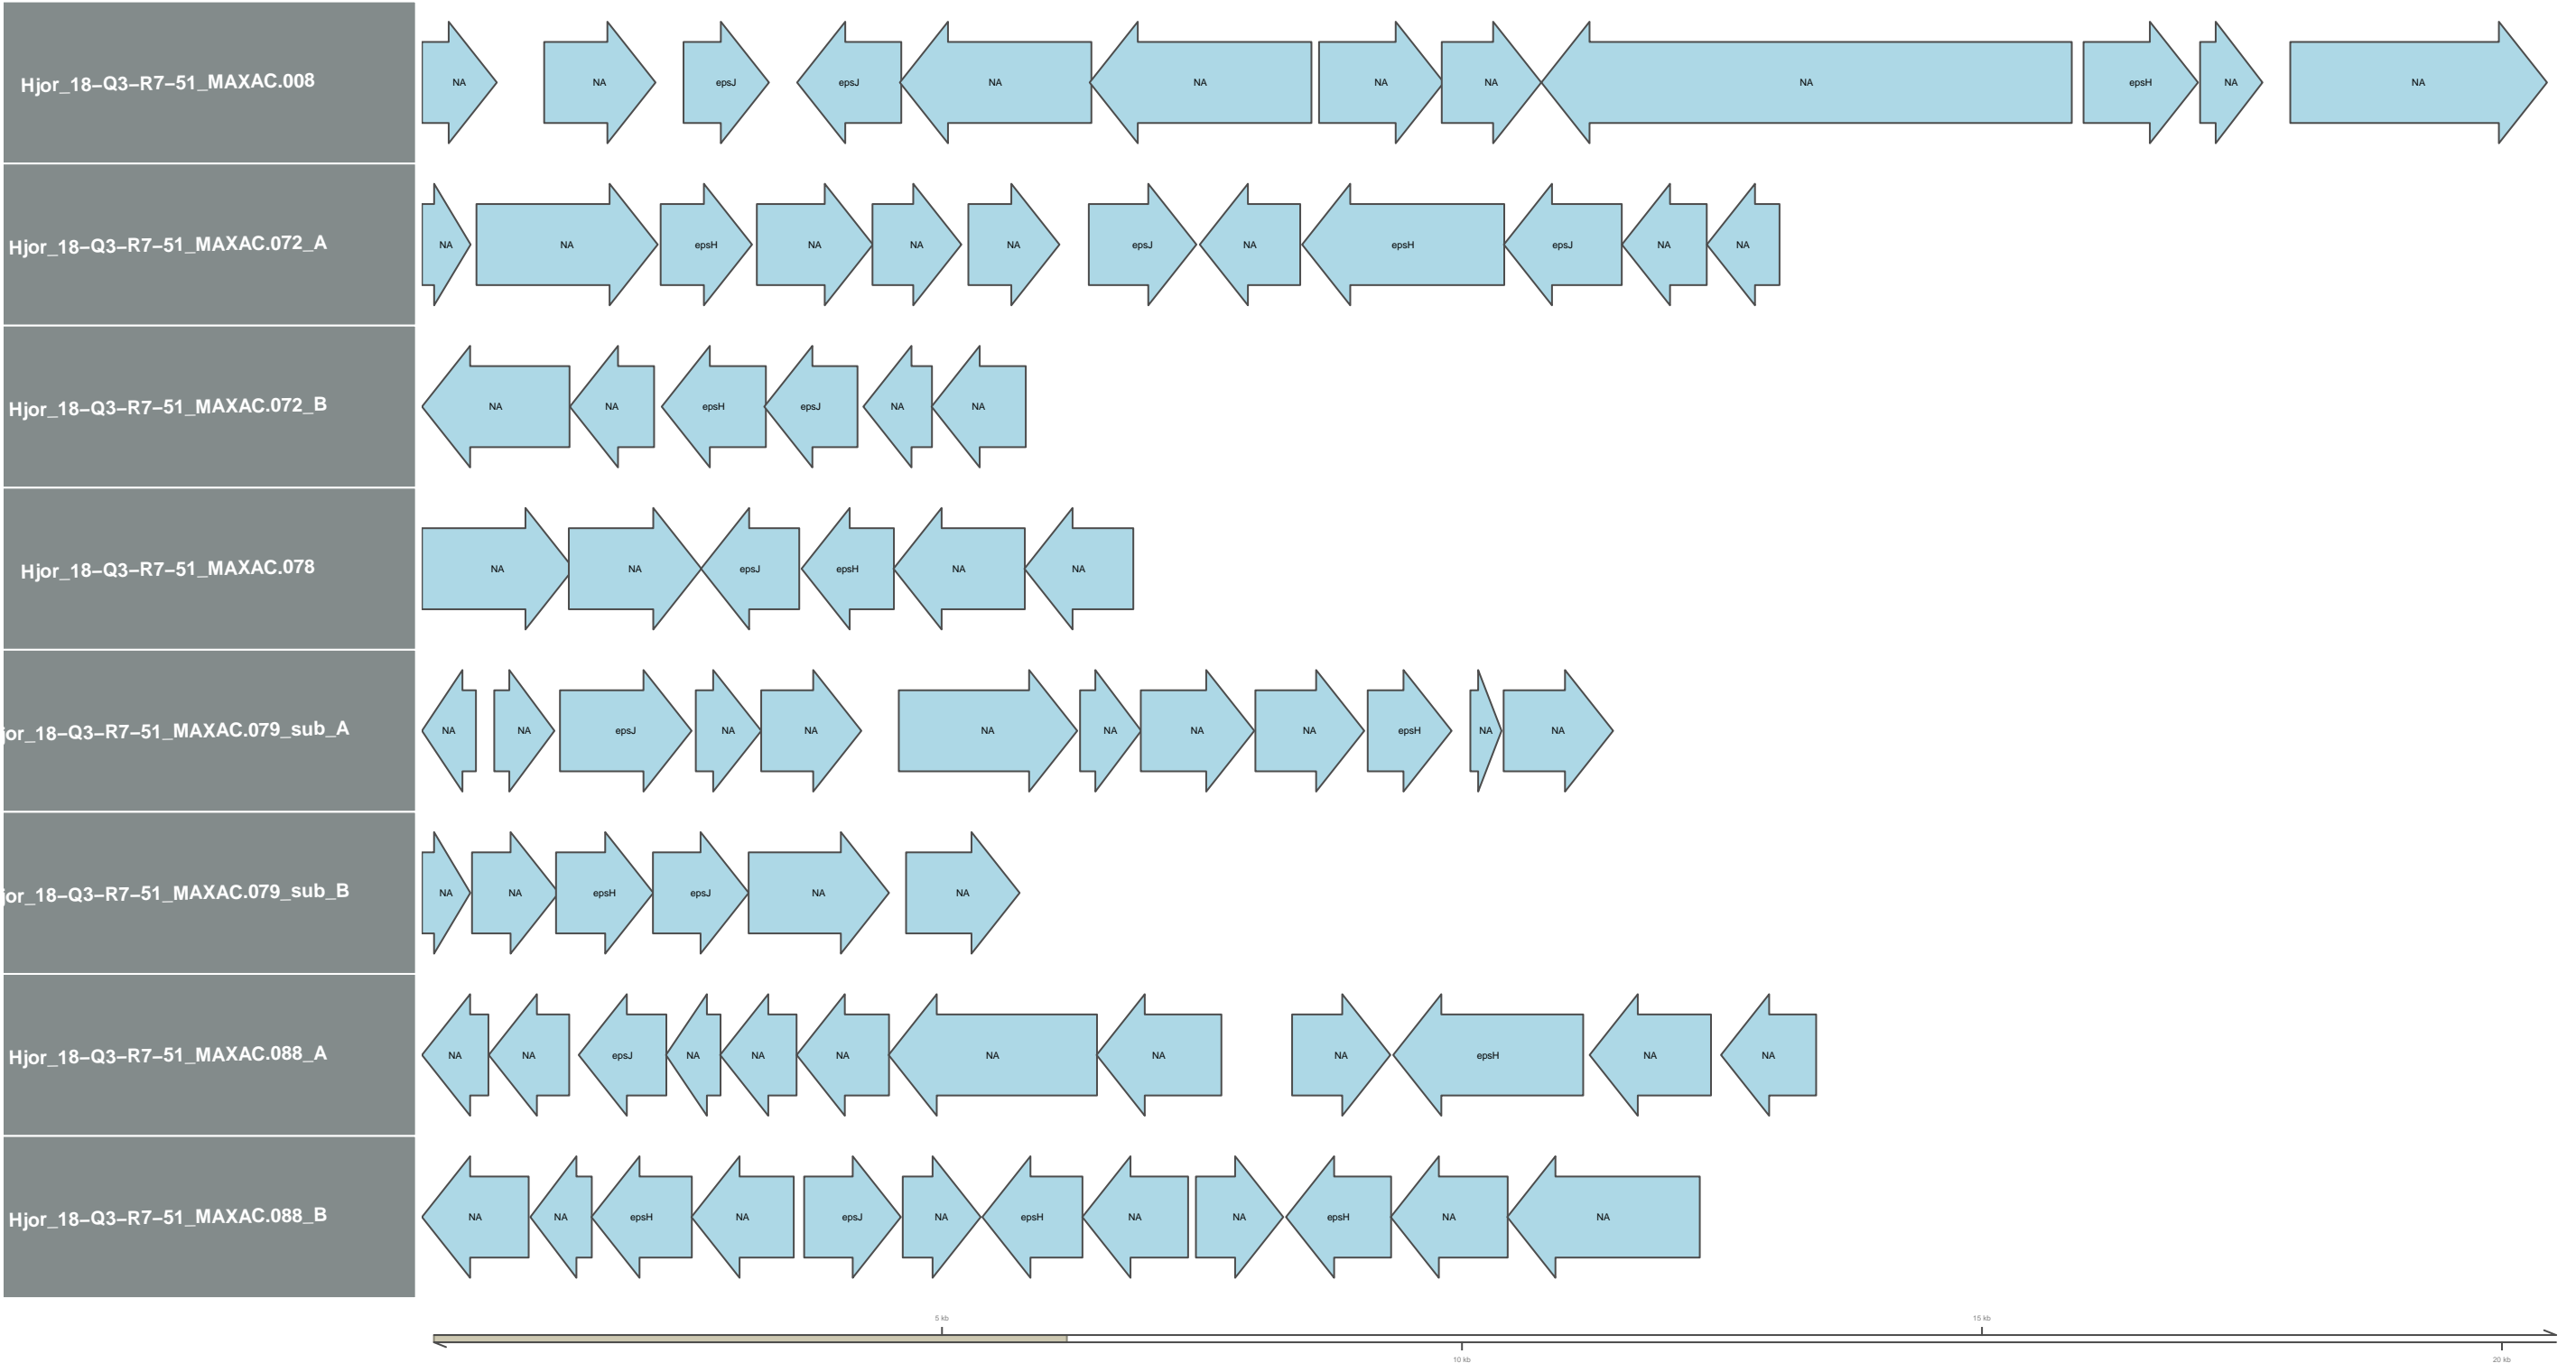 Hjor_18–Q3–R7–51_MAXAC.008 NA NA epsJ epsJ NA NA NA NA NA epsH NA NA
Hjor_18–Q3–R7–51_MAXAC.072_A NA NA epsH NA NA NA epsJ NA epsH epsJ NA NA
Hjor_18–Q3–R7–51_MAXAC.072_B NA NA epsH epsJ NA NA
Hjor_18–Q3–R7–51_MAXAC.078 NA NA epsJ epsH NA NA
jor_18–Q3–R7–51_MAXAC.079_sub_A NA NA epsJ NA NA NA NA NA NA epsH NA NA
jor_18–Q3–R7–51_MAXAC.079_sub_B NA NA epsH epsJ NA NA
Hjor_18–Q3–R7–51_MAXAC.088_A NA NA epsJ NA NA NA NA NA NA epsH NA NA
Hjor_18–Q3–R7–51_MAXAC.088_B NA NA epsH NA epsJ NA epsH NA NA epsH NA NA
5 kb 15 kb
10 kb 20 kb